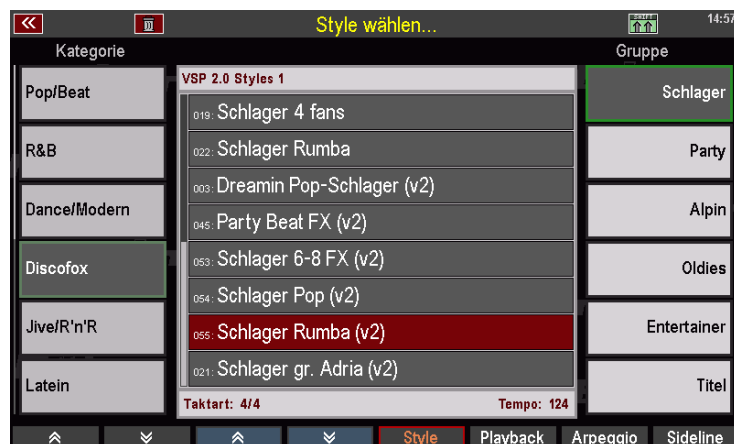 Style wählen...
SHIFT
14:57
Kategorie
Gruppe
Pop/Beat
R&B
Dance/Modern
Discofox
Jive/R'n'R
Latein
VSP 2.0 Styles 1
019: Schlager 4 fans
022: Schlager Rumba
003: Dreamin Pop-Schlager (v2)
045: Party Beat FX (v2)
053: Schlager 6-8 FX (v2)
054: Schlager Pop (v2)
055: Schlager Rumba (v2)
021: Schlager gr. Adria (v2)
Taktart: 4/4
Tempo: 124
Schlager
Party
Alpin
Oldies
Entertainer
Titel
Style
Playback
Arpeggio
Sideline